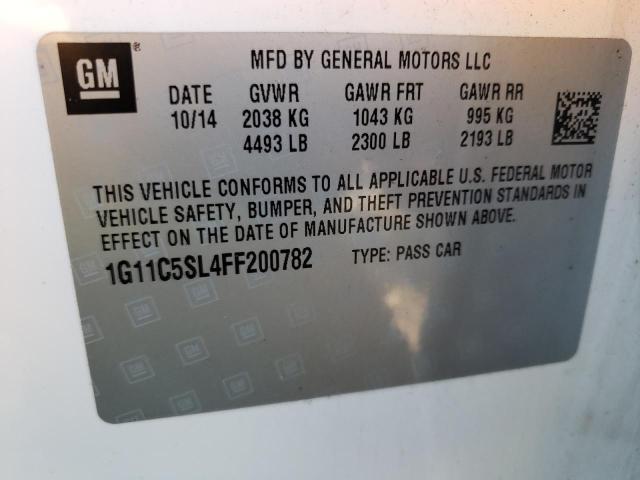 GM
®
MFD BY GENERAL MOTORS LLC
DATE GVWR GAWR FRT GAWR RR
10/14 2038 KG 1043 KG 995 KG
4493 LB 2300 LB 2193 LB
THIS VEHICLE CONFORMS TO ALL APPLICABLE U.S. FEDERAL MOTOR
VEHICLE SAFETY, BUMPER, AND THEFT PREVENTION STANDARDS IN
EFFECT ON THE DATE OF MANUFACTURE SHOWN ABOVE.
1G11C5SL4FF200782 TYPE: PASS CAR